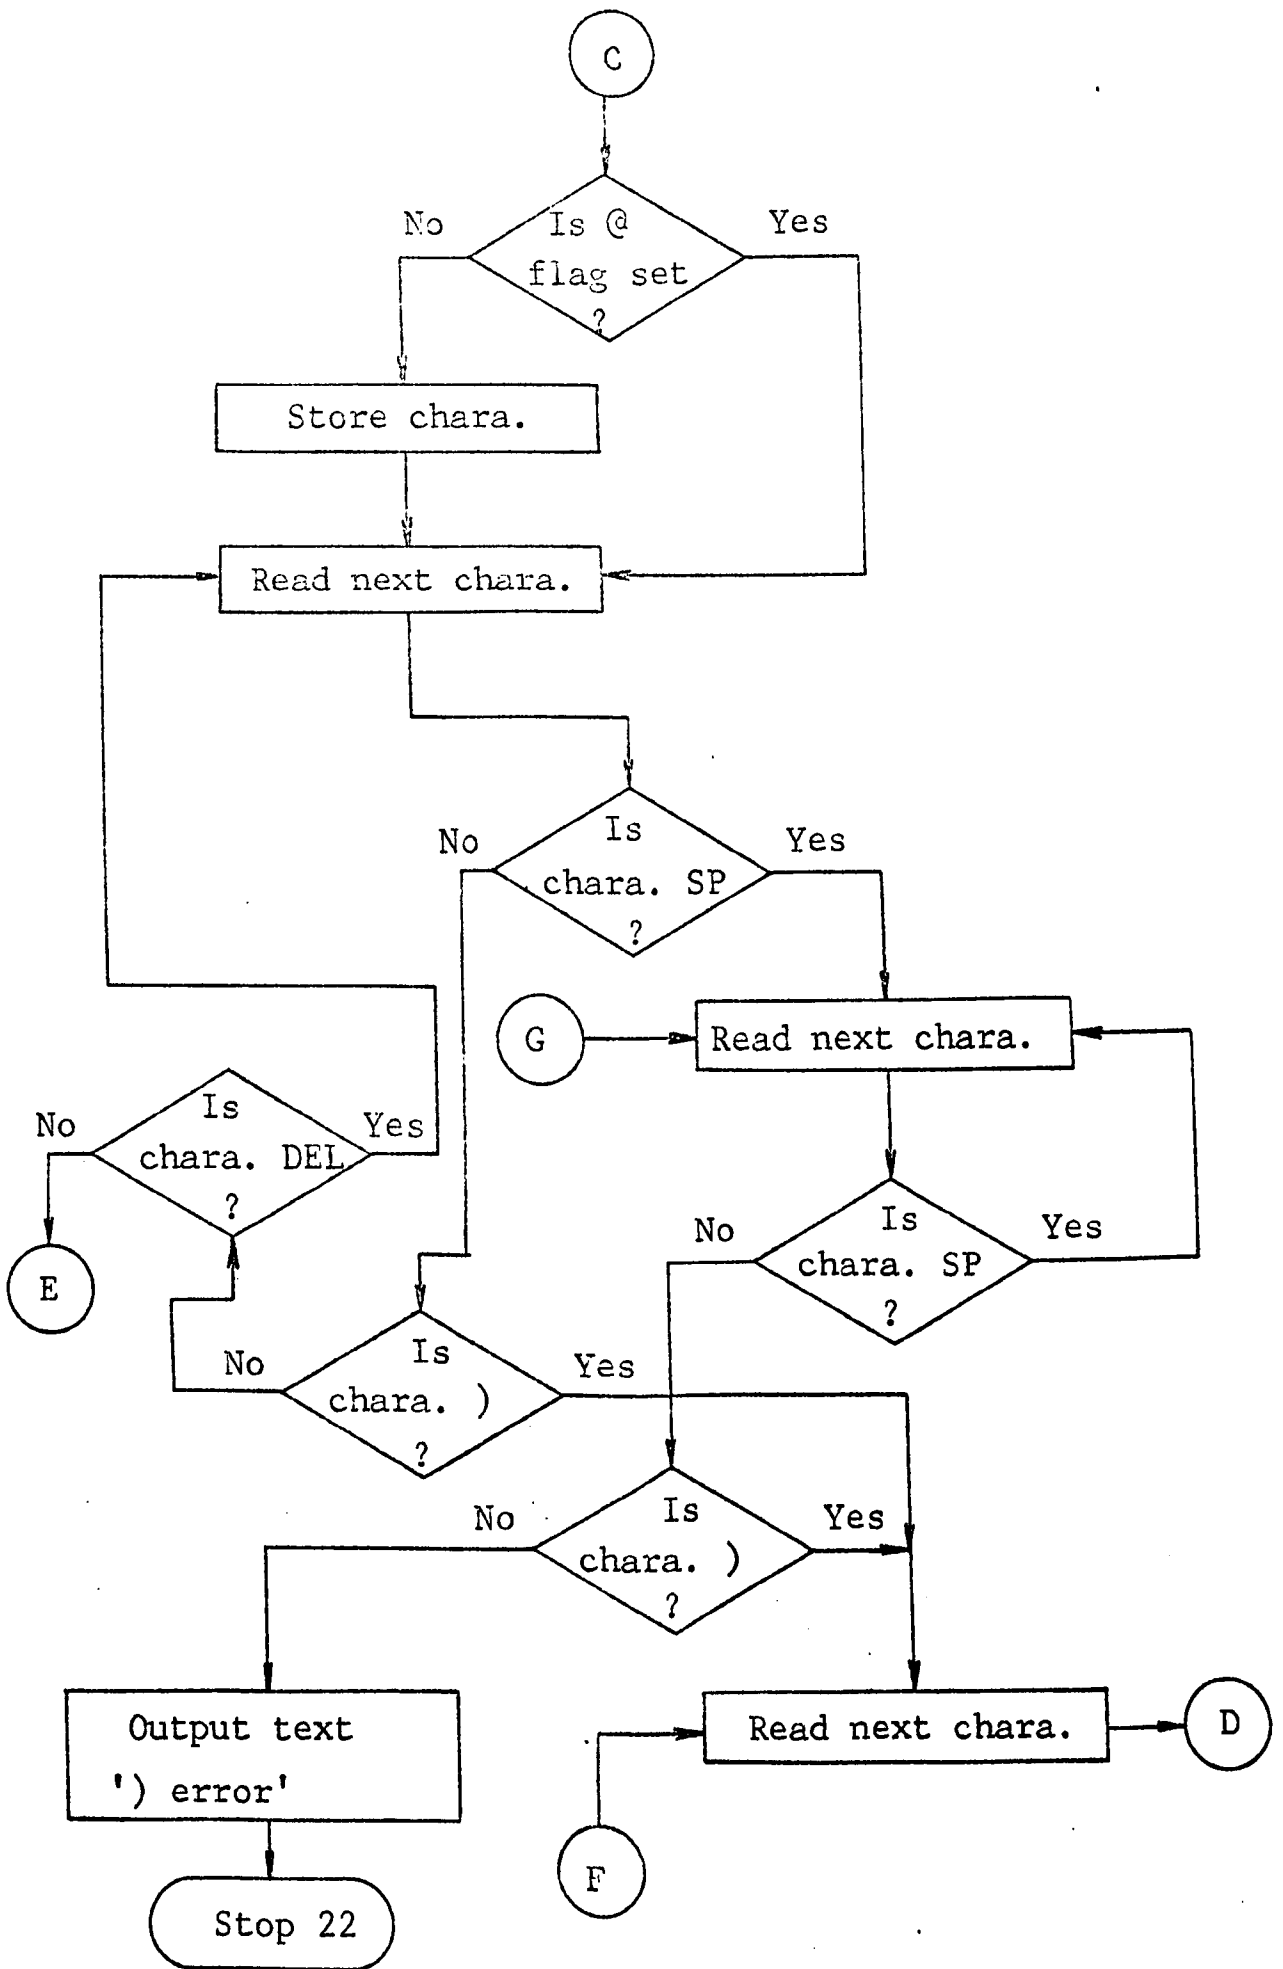 C
No
Is @
Yes
flag set
?
Store chara.
Read next chara.
No
Is
Yes
chara. SP
?
G
Read next chara.
No
Is
Yes
chara. DEL
?
E
No
Is
Yes
chara. SP
?
No
Is
Yes
chara. )
?
No
Is
Yes
chara. )
?
Output text
') error'
Read next chara.
D
F
Stop 22